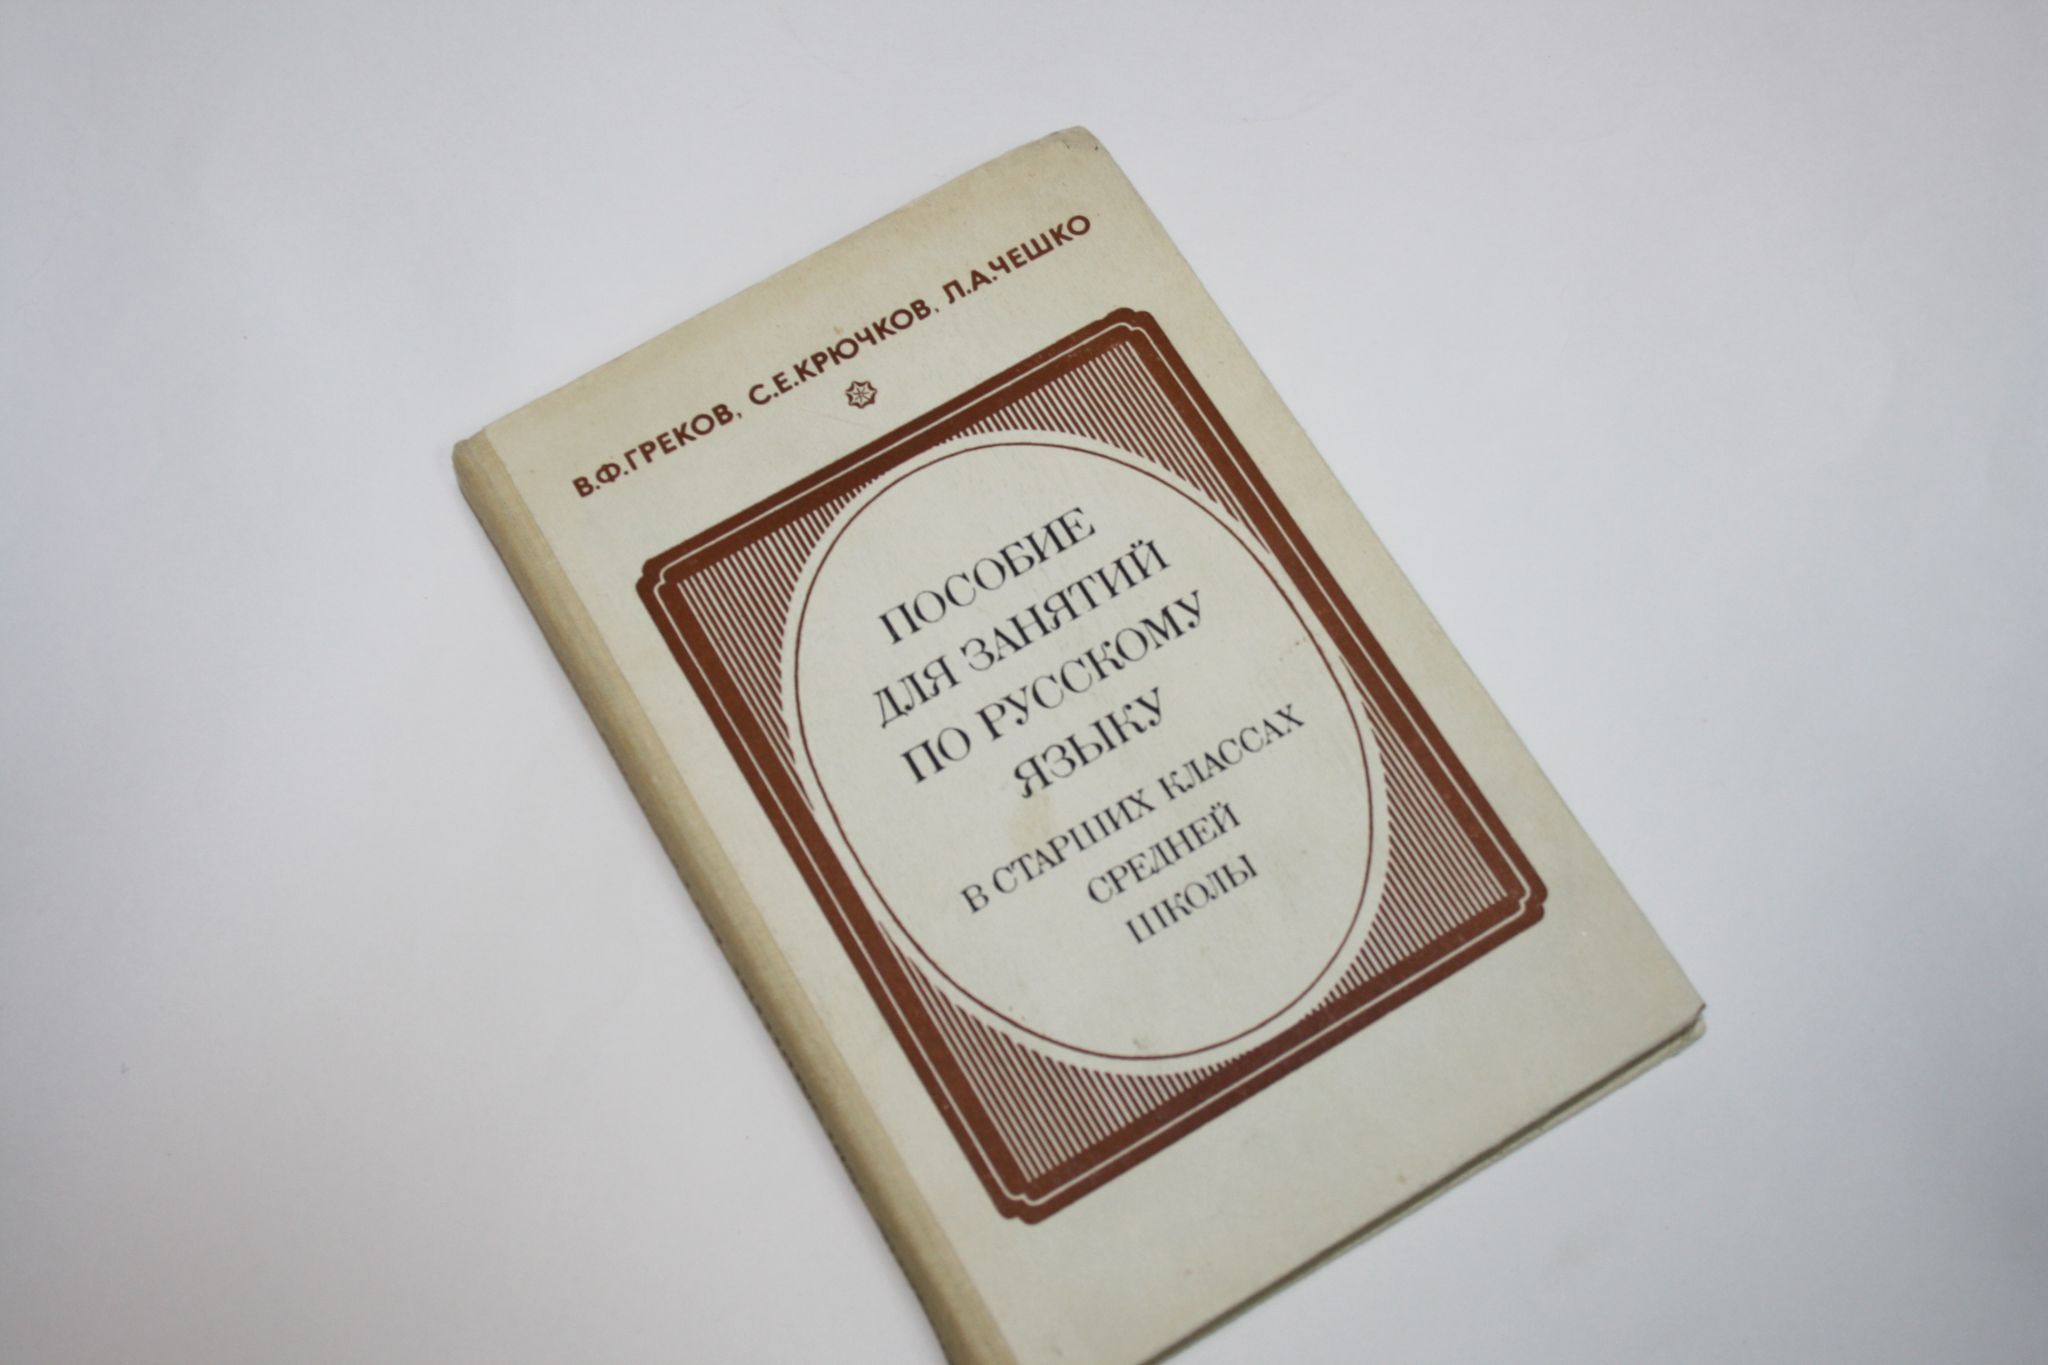 В.Ф.ГРЕКОВ, С.Е.КРЮЧКОВ, Л.А.ЧЕШКО
ПОСОБИЕ
ДЛЯ ЗАНЯТИЙ
ПО РУССКОМУ
ЯЗЫКУ
В СТАРШИХ КЛАССАХ
СРЕДНЕЙ
ШКОЛЫ